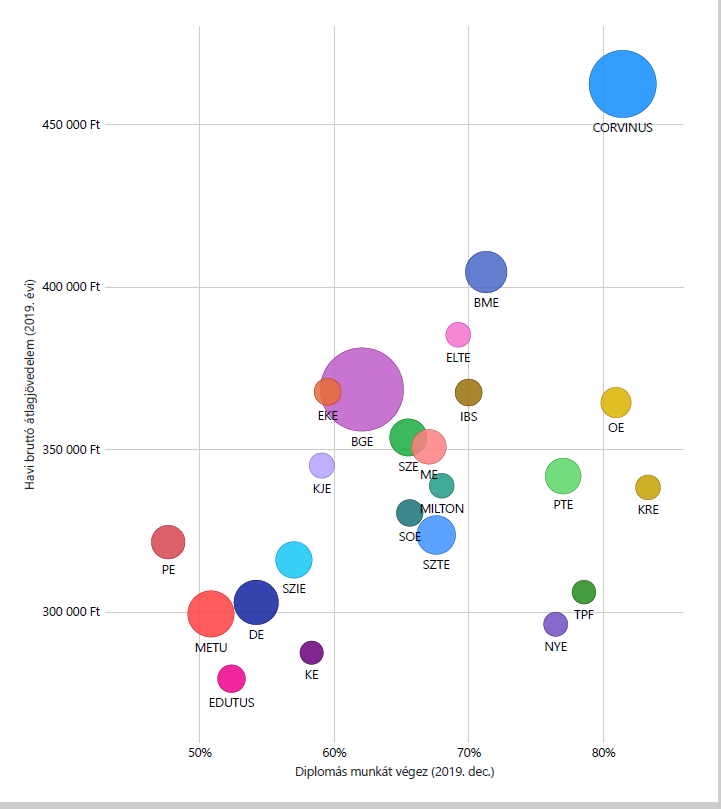 450 000 Ft
CORVINUS
400 000 Ft
BME
ELTE
EKE
IBS
OE
BGE
350 000 Ft
SZE
ME
KJE
PTE
MILTON
KRE
SOE
SZTE
PE
SZIE
300 000 Ft
TPF
DE
METU
NYE
KE
EDUTUS
50%
60%
70%
80%
Diplomás munkát végez (2019. dec.)
Havi bruttó átlagjövedelem (2019. évi)